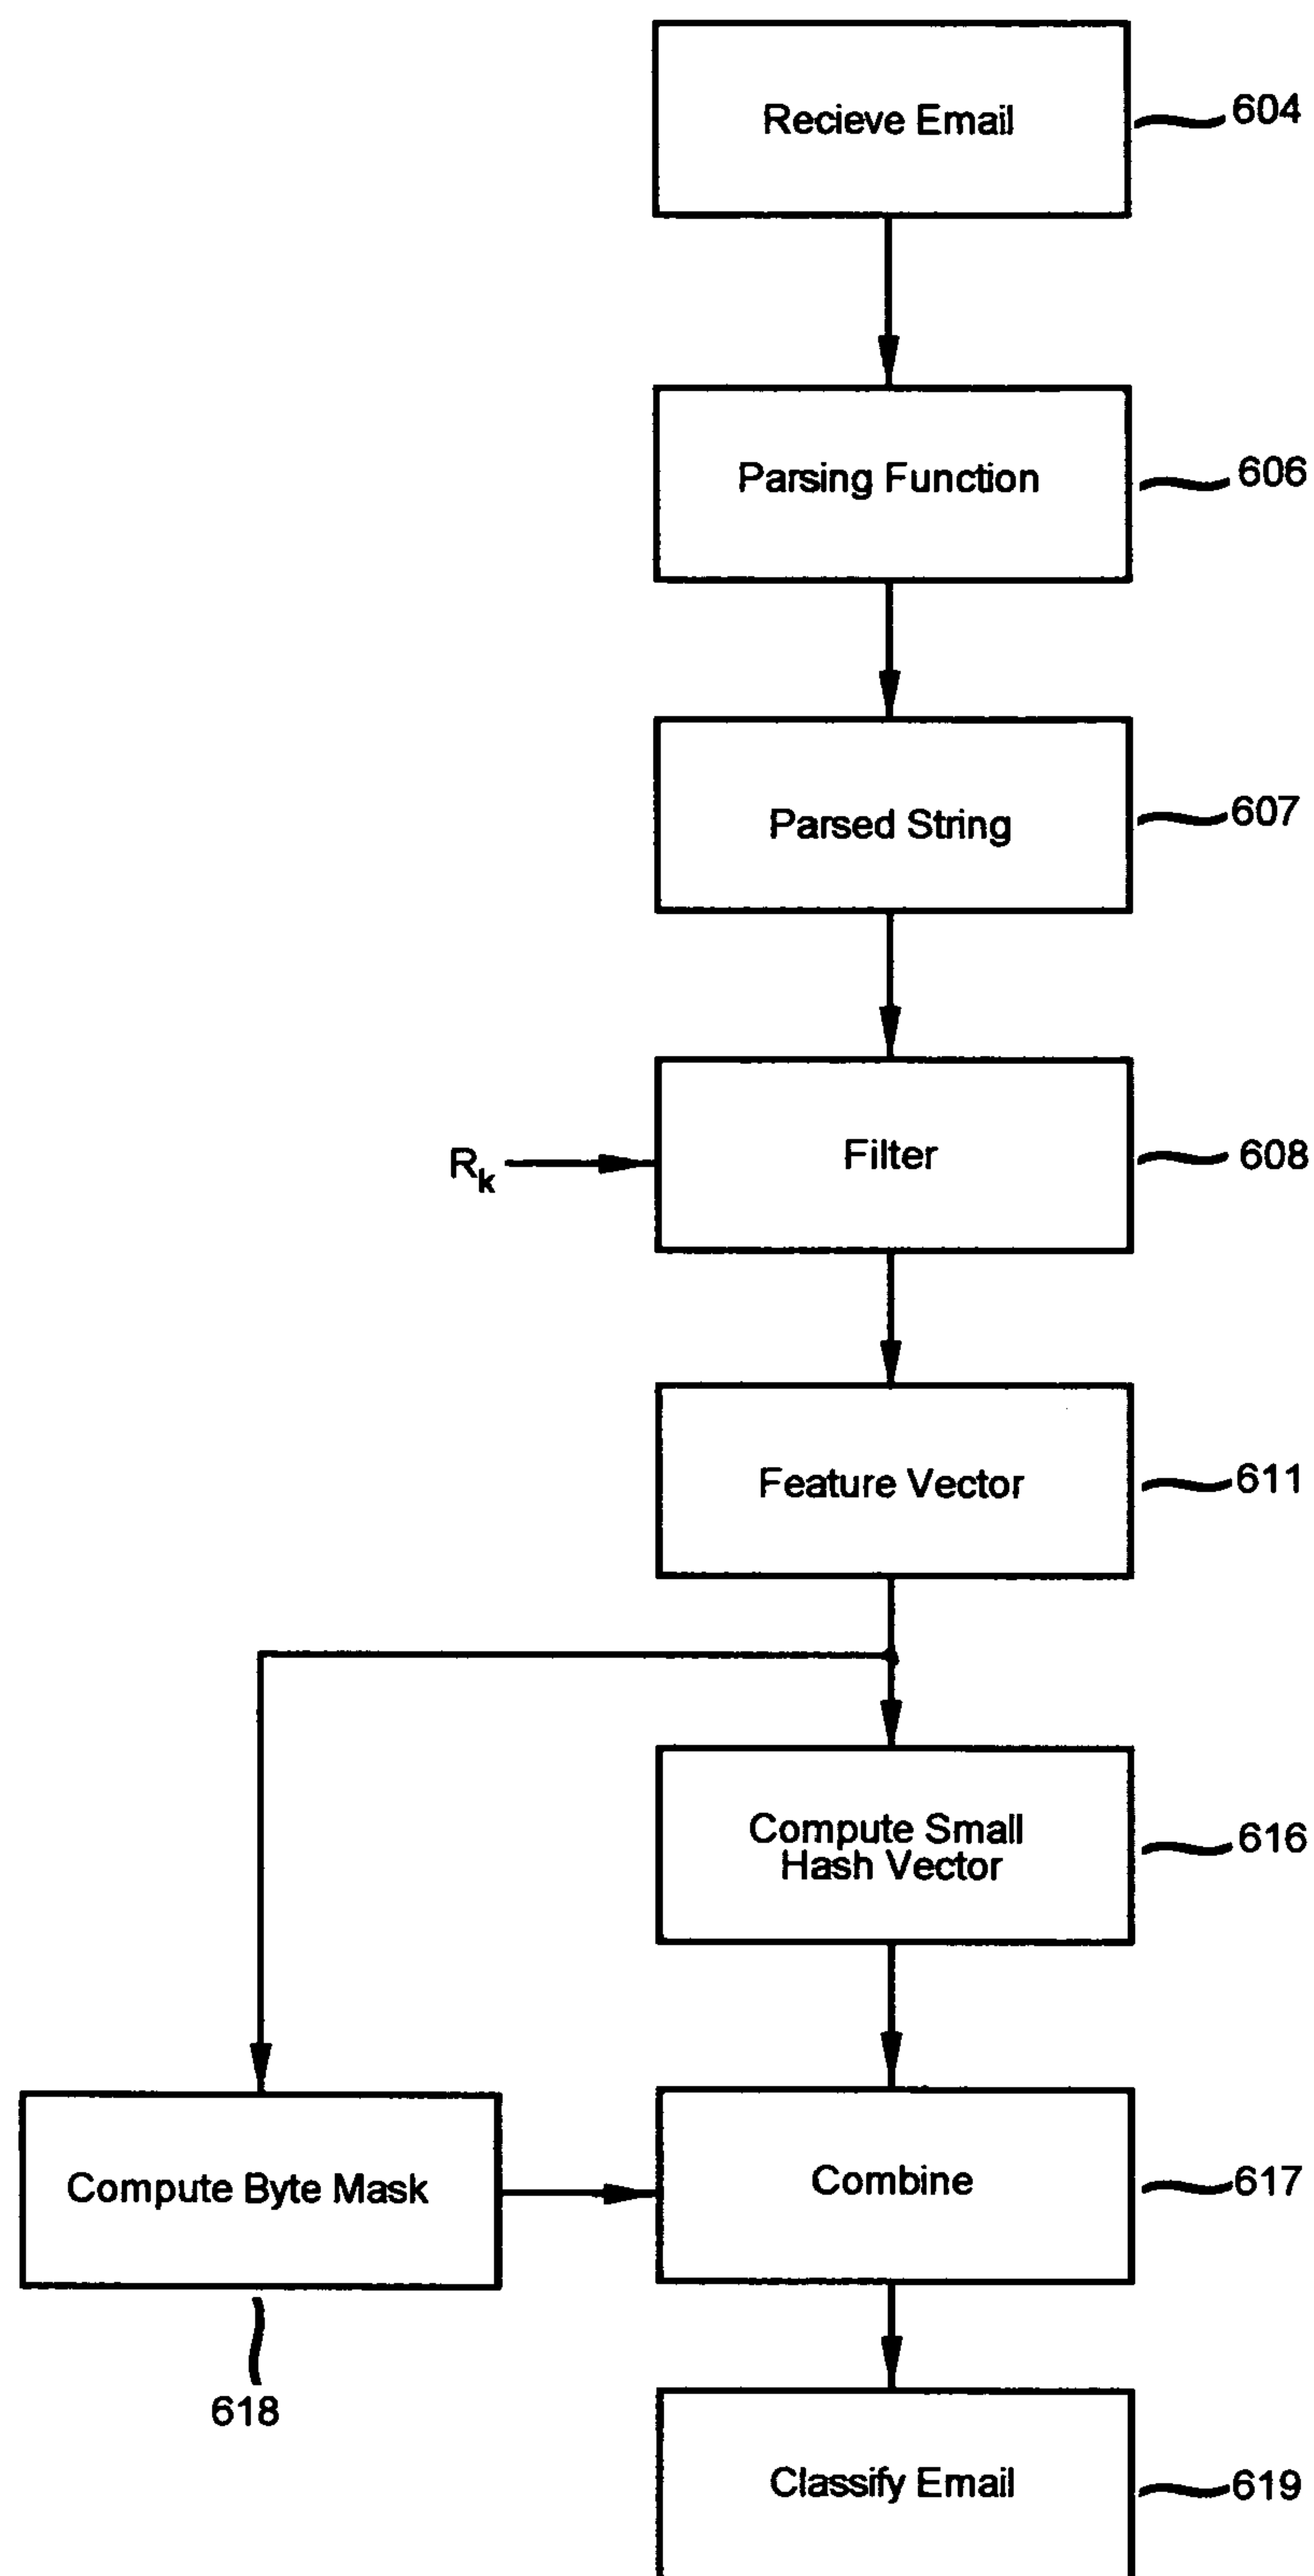 Recieve Email
604
Parsing Function
606
Parsed String
607
Rk
Filter
608
Feature Vector
611
Compute Small
Hash Vector
616
Compute Byte Mask
618
Combine
617
Classify Email
619